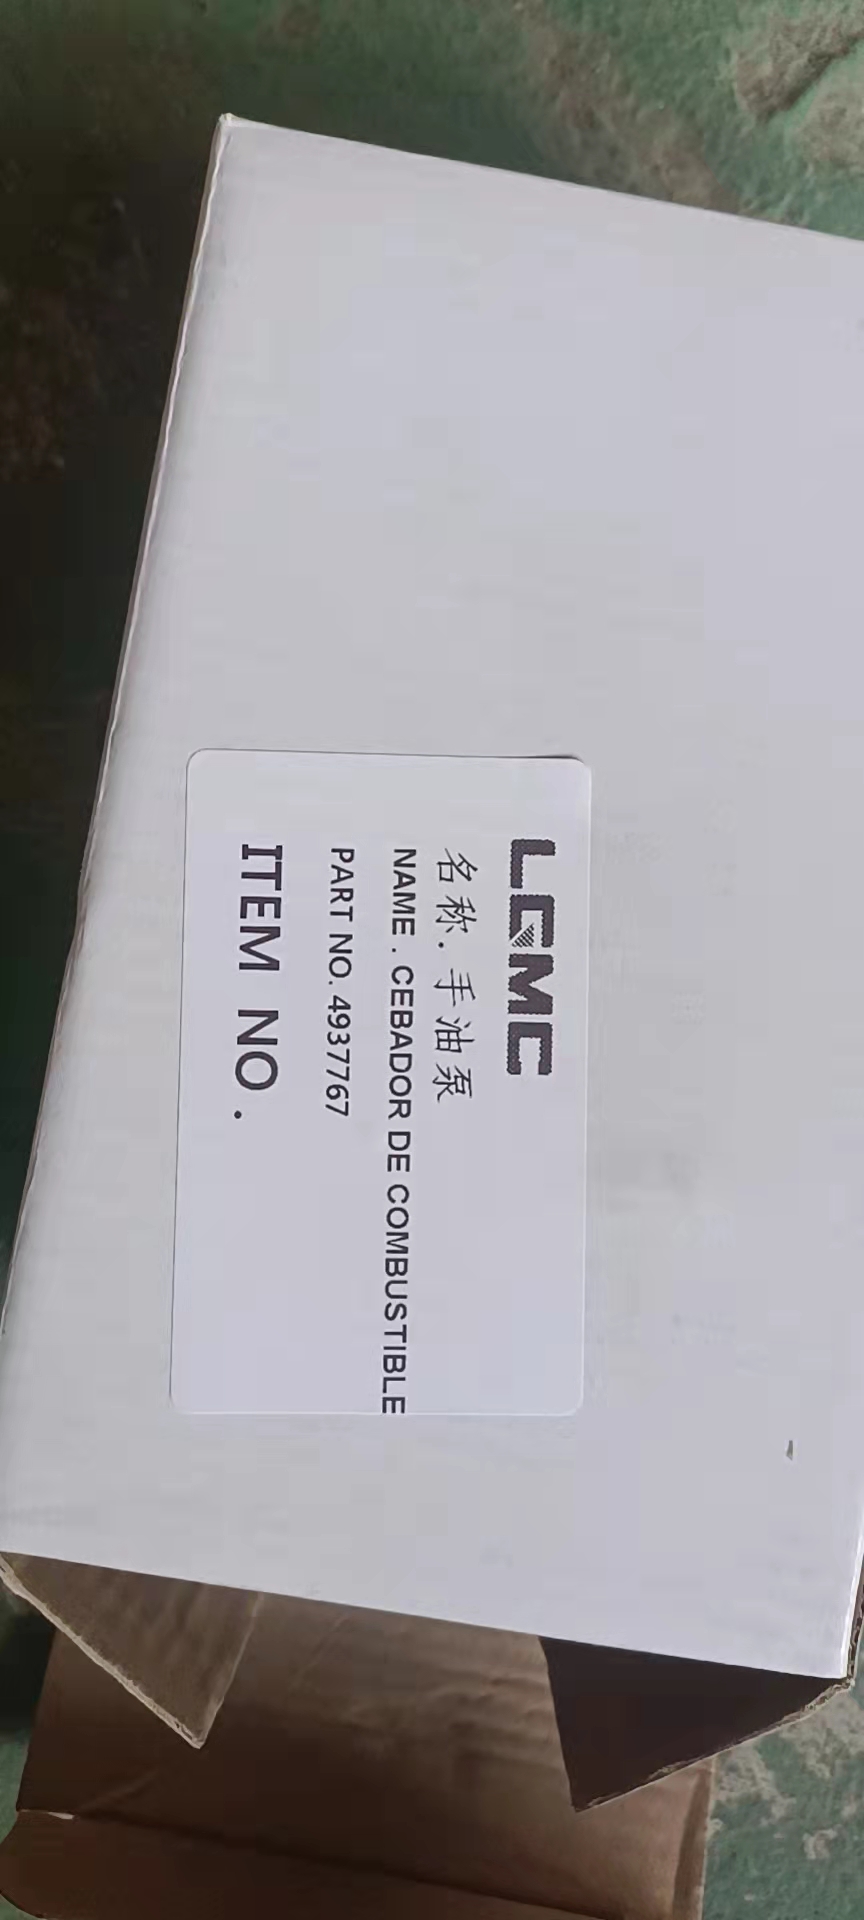 LGMC
名称. 手油泵
NAME . CEBADOR DE COMBUSTIBLE
PART NO. 4937767
ITEM NO.